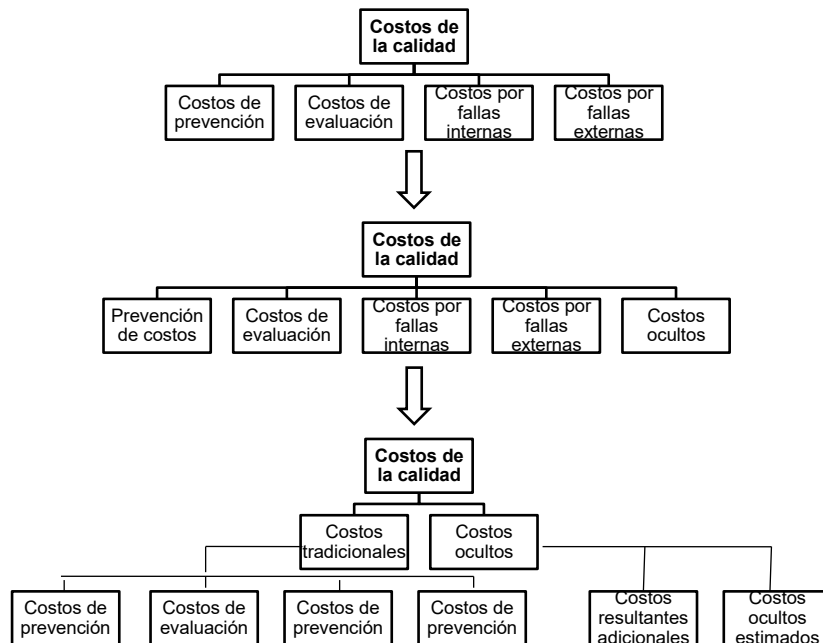 Costos de
la calidad
Costos de
prevención
Costos de
evaluación
Costos por
fallas
internas
Costos por
fallas
externas
Costos de
la calidad
Prevención
de costos
Costos de
evaluación
Costos por
fallas
internas
Costos por
fallas
externas
Costos
ocultos
Costos de
la calidad
Costos
tradicionales
Costos
ocultos
Costos de
prevención
Costos de
evaluación
Costos de
prevención
Costos de
prevención
Costos
resultantes
adicionales
Costos
ocultos
estimados